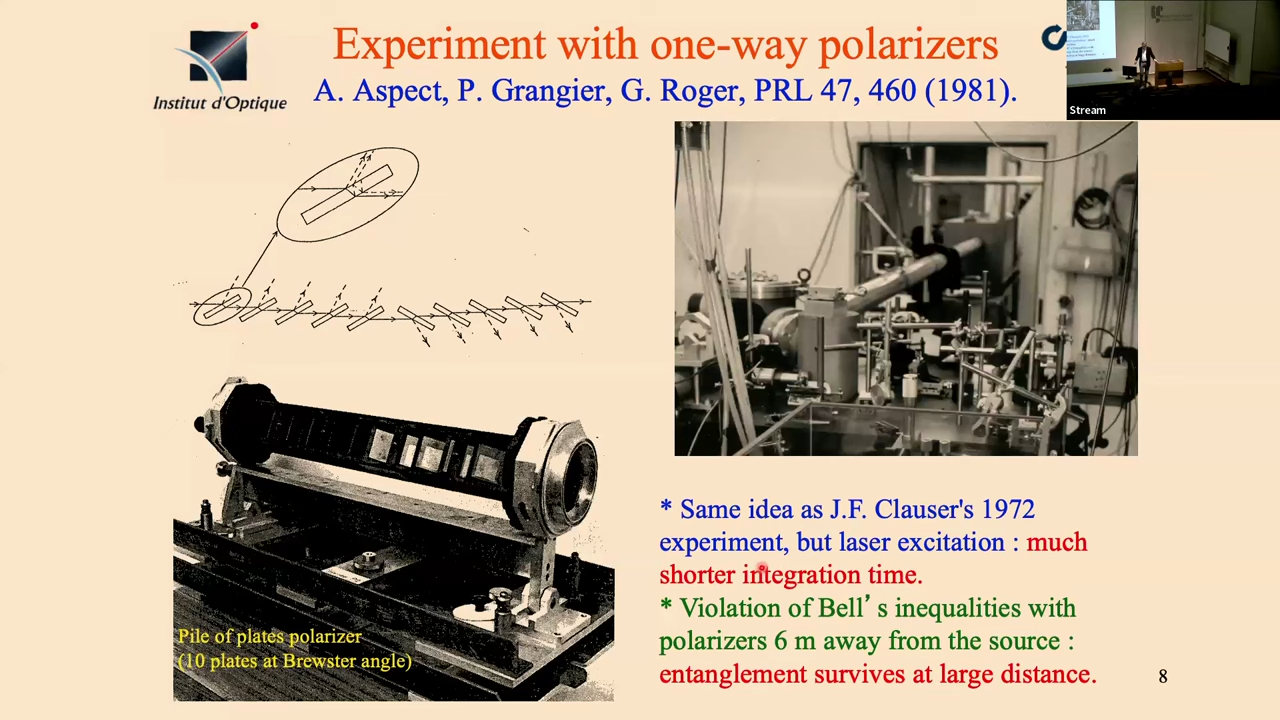 Experiment with one-way polarizers
A. Aspect, P. Grangier, G. Roger, PRL 47, 460 (1981).
Institut d'Optique
Stream
* Same idea as J.F. Clauser's 1972
experiment, but laser excitation : much
shorter integration time.
* Violation of Bell’s inequalities with
polarizers 6 m away from the source :
entanglement survives at large distance.
Pile of plates polarizer
(10 plates at Brewster angle)
8